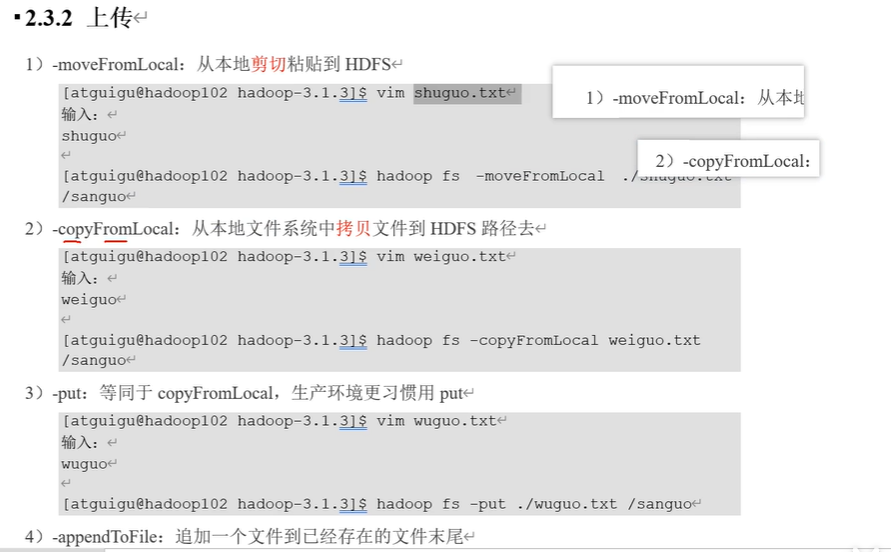 2.3.2 上传
1）-moveFromLocal：从本地剪切粘贴到 HDFS
[atguigu@hadoop102 hadoop-3.1.3]$ vim shuguo.txt
输入：
shuguo
[atguigu@hadoop102 hadoop-3.1.3]$ hadoop fs -moveFromLocal ./shuguo.txt
/sanguo
1）-moveFromLocal：从本地
2）-copyFromLocal：
2）-copyFromLocal：从本地文件系统中拷贝文件到 HDFS 路径去
[atguigu@hadoop102 hadoop-3.1.3]$ vim weiguo.txt
输入：
weiguo
[atguigu@hadoop102 hadoop-3.1.3]$ hadoop fs -copyFromLocal weiguo.txt
/sanguo
3）-put：等同于 copyFromLocal，生产环境更习惯用 put
[atguigu@hadoop102 hadoop-3.1.3]$ vim wuguo.txt
输入：
wuguo
[atguigu@hadoop102 hadoop-3.1.3]$ hadoop fs -put ./wuguo.txt /sanguo
4）-appendToFile：追加一个文件到已经存在的文件末尾